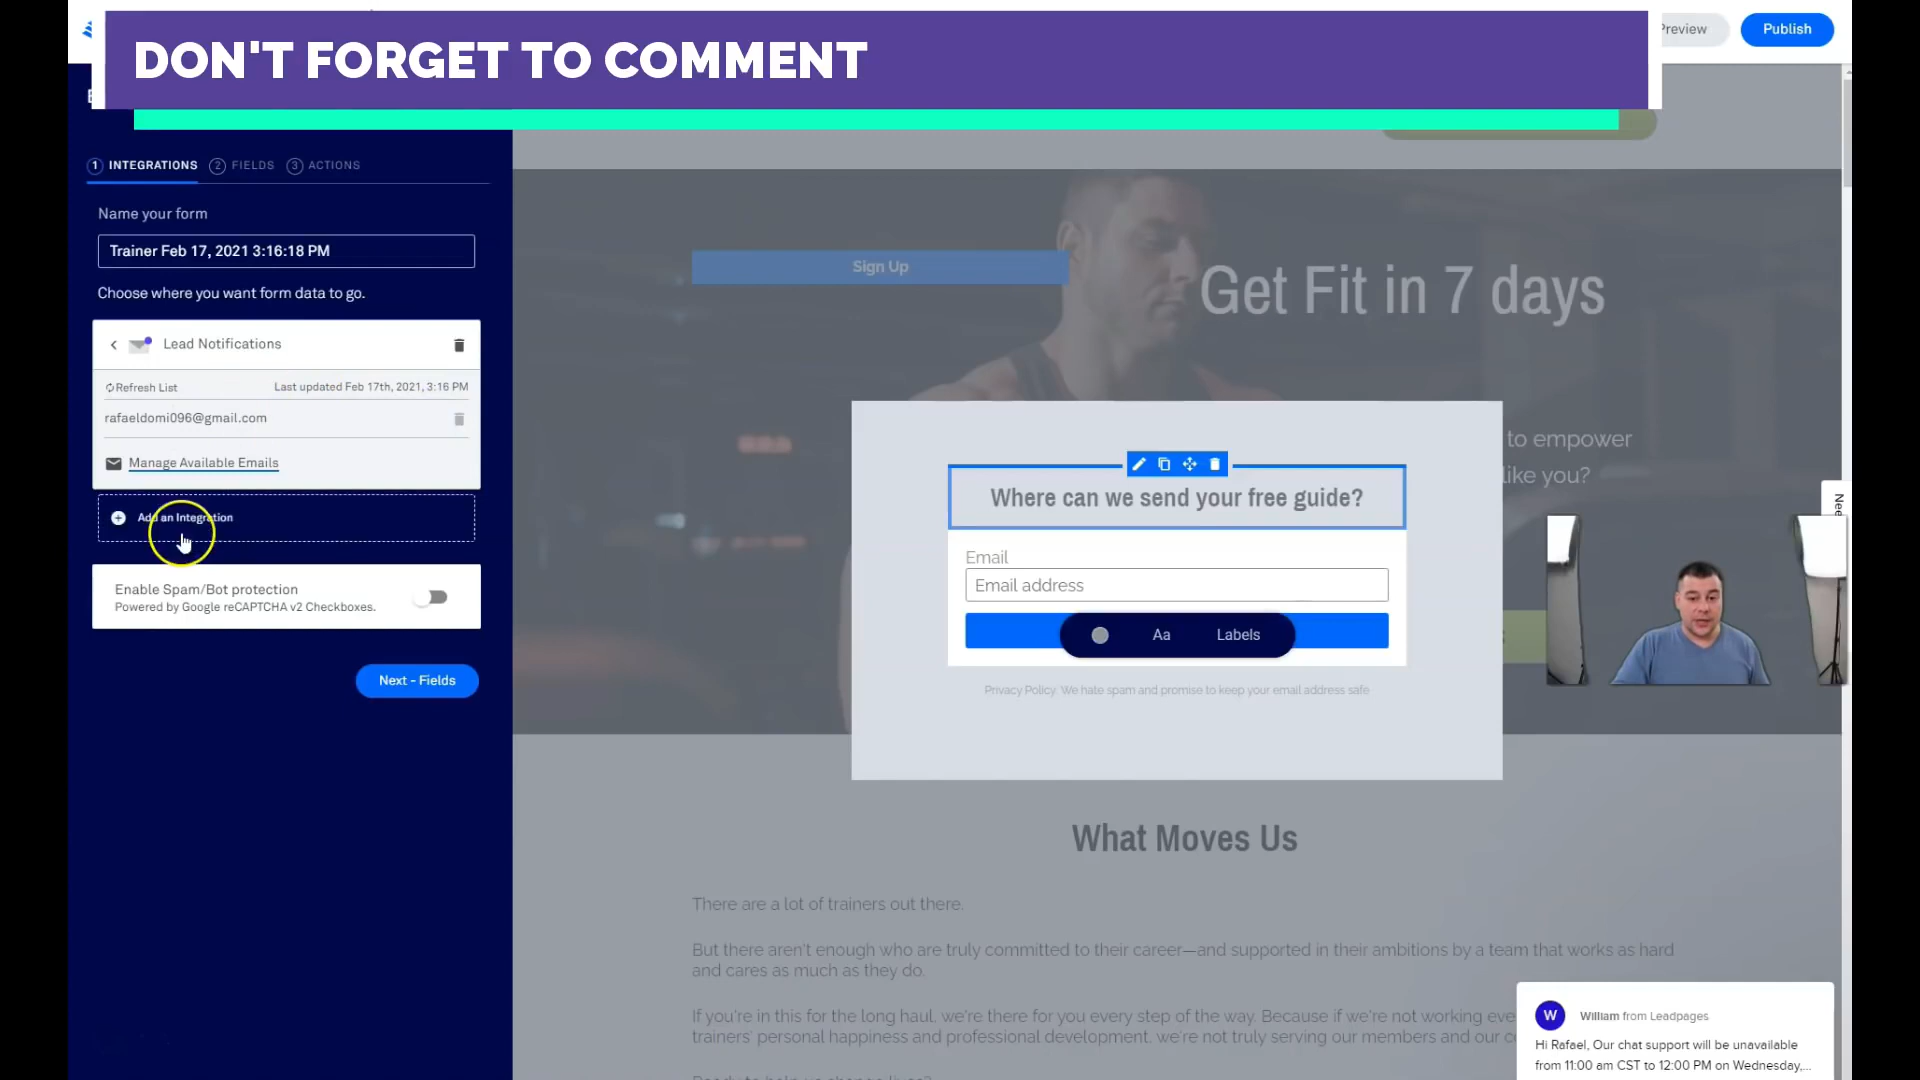 DON'T FORGET TO COMMENT
Preview
Publish
1 INTEGRATIONS 2 FIELDS 3 ACTIONS
Name your form
Trainer Feb 17, 2021 3:16:18 PM
Choose where you want form data to go.
Lead Notifications
Refresh List Last updated Feb 17th, 2021, 3:16 PM
rafaeldomi096@gmail.com
Manage Available Emails
Add an Integration
Enable Spam/Bot protection
Powered by Google reCAPTCHA v2 Checkboxes.
Next - Fields
Sign Up
Get Fit in 7 days
to empower
like you?
Where can we send your free guide?
Email
Email address
Aa Labels
Privacy Policy: We hate spam and promise to keep your email address safe
What Moves Us
There are a lot of trainers out there.
But there aren't enough who are truly committed to their career—and supported in their ambitions by a team that works as hard
and cares as much as they do.
If you're in this for the long haul, we're there for you every step of the way. Because if we're not working eve
trainers' personal happiness and professional development, we're not truly serving our members and our c
Nee
W William from Leadpages
Hi Rafael, Our chat support will be unavailable
from 11:00 am CST to 12:00 PM on Wednesday,...